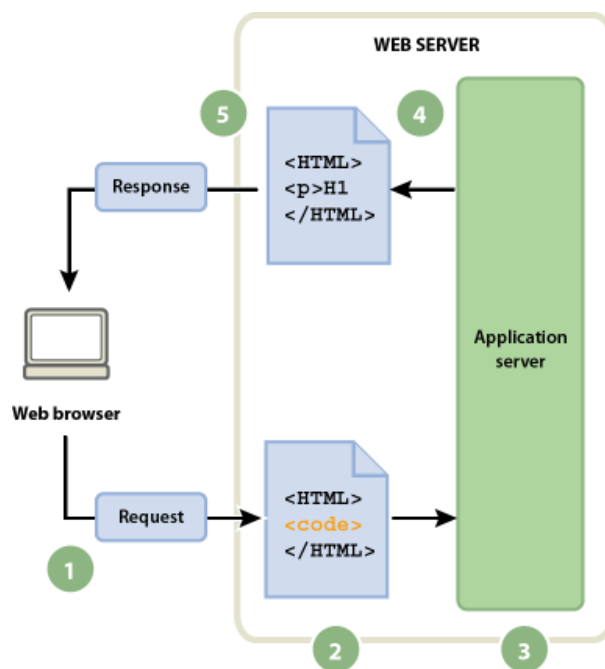 WEB SERVER
5
4
<HTML>
<p>H1
</HTML>
Response
Application
server
Web browser
<HTML>
<code>
</HTML>
Request
1
2
3